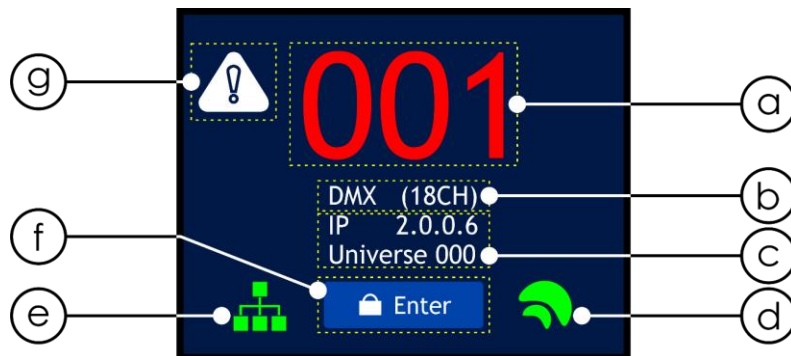 g
001
a
DMX (18CH)
b
IP 2.0.0.6
f
Universe 000
c
e
Enter
d